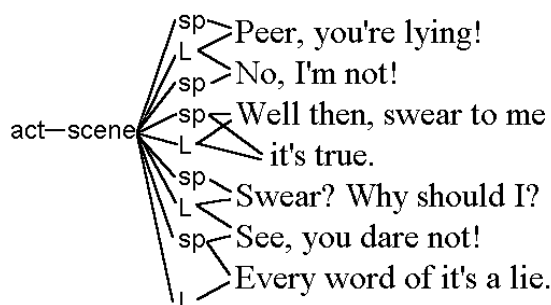 sp
Peer, you're lying!
L
No, I'm not!
sp
sp
Well then, swear to me
act scene
L
it's true.
sp
Swear? Why should I?
L
See, you dare not!
sp
Every word of it's a lie.
L